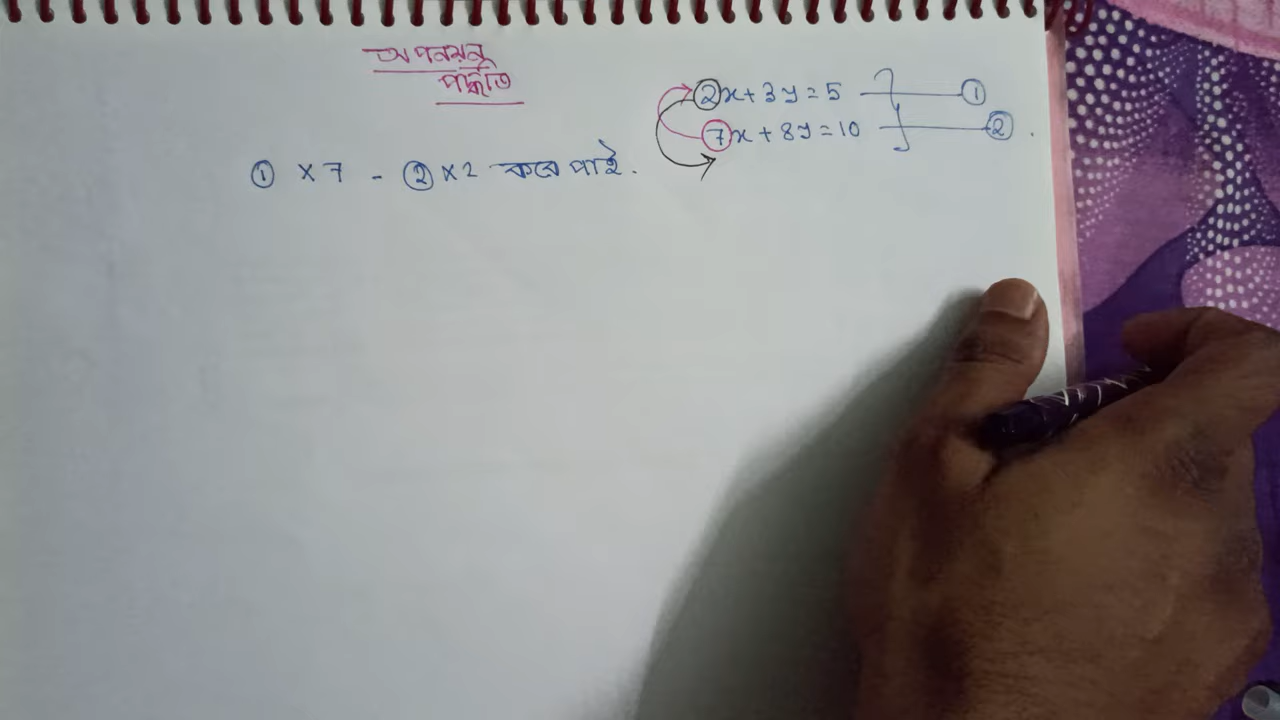 অপনয়ন
পদ্ধতি
2x+3y=5 ①
7x+8y=10 ②.
① ×7 - ②×2 করে পাই.